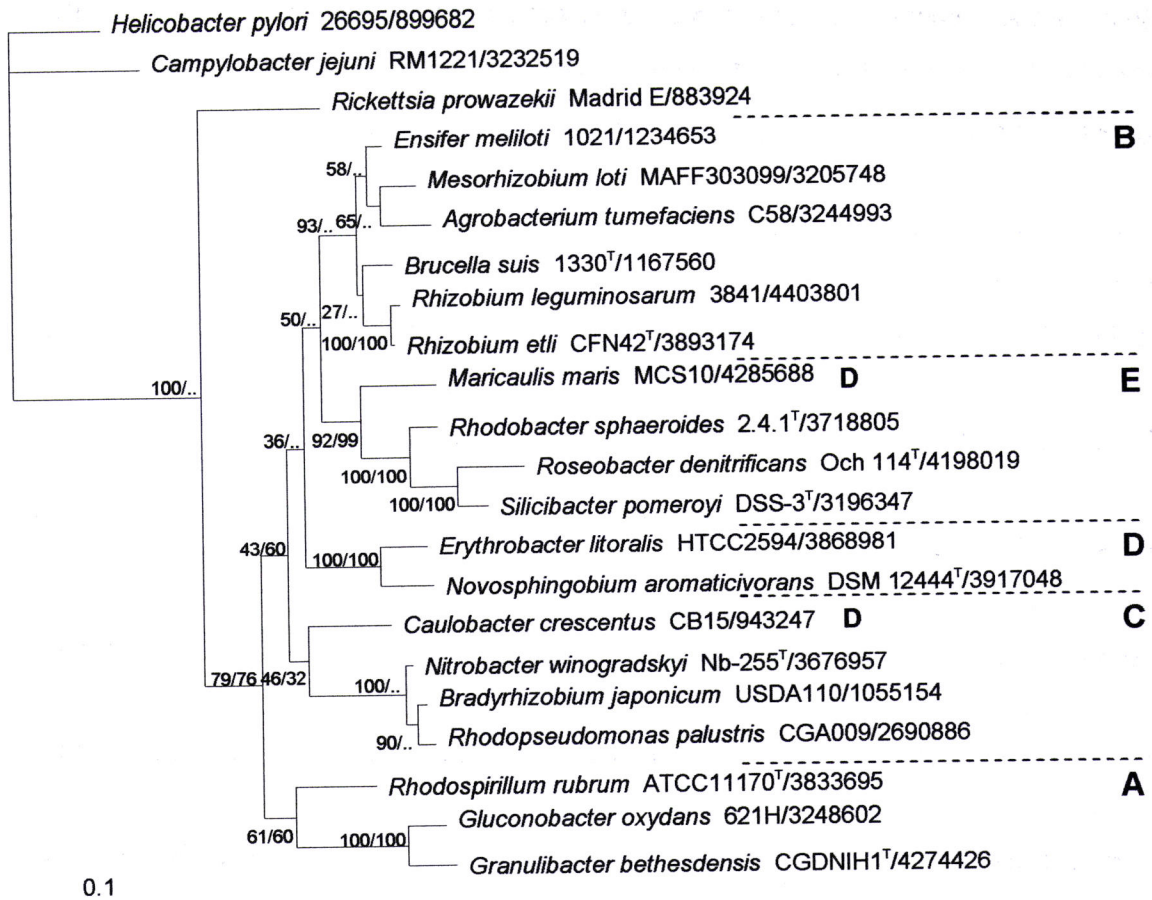 Helicobacter pylori 26695/899682
Campylobacter jejuni RM1221/3232519
Rickettsia prowazekii Madrid E/883924
B
Ensifer meliloti 1021/1234653
58/..
Mesorhizobium loti MAFF303099/3205748
93/.. 65/..
Agrobacterium tumefaciens C58/3244993
Brucella suis 1330ᵀ/1167560
Rhizobium leguminosarum 3841/4403801
50/.. 27/..
100/100
Rhizobium etli CFN42ᵀ/3893174
E
Maricaulis maris MCS10/4285688 D
100/..
Rhodobacter sphaeroides 2.4.1ᵀ/3718805
36/.. 92/99
Roseobacter denitrificans Och 114ᵀ/4198019
100/100
100/100
Silicibacter pomeroyi DSS-3ᵀ/3196347
D
Erythrobacter litoralis HTCC2594/3868981
43/60 100/100
Novosphingobium aromaticivorans DSM 12444ᵀ/3917048
C
Caulobacter crescentus CB15/943247 D
Nitrobacter winogradskyi Nb-255ᵀ/3676957
79/76 46/32 100/..
Bradyrhizobium japonicum USDA110/1055154
90/..
Rhodopseudomonas palustris CGA009/2690886
A
Rhodospirillum rubrum ATCC11170ᵀ/3833695
Gluconobacter oxydans 621H/3248602
61/60 100/100
Granulibacter bethesdensis CGDNIH1ᵀ/4274426
0.1